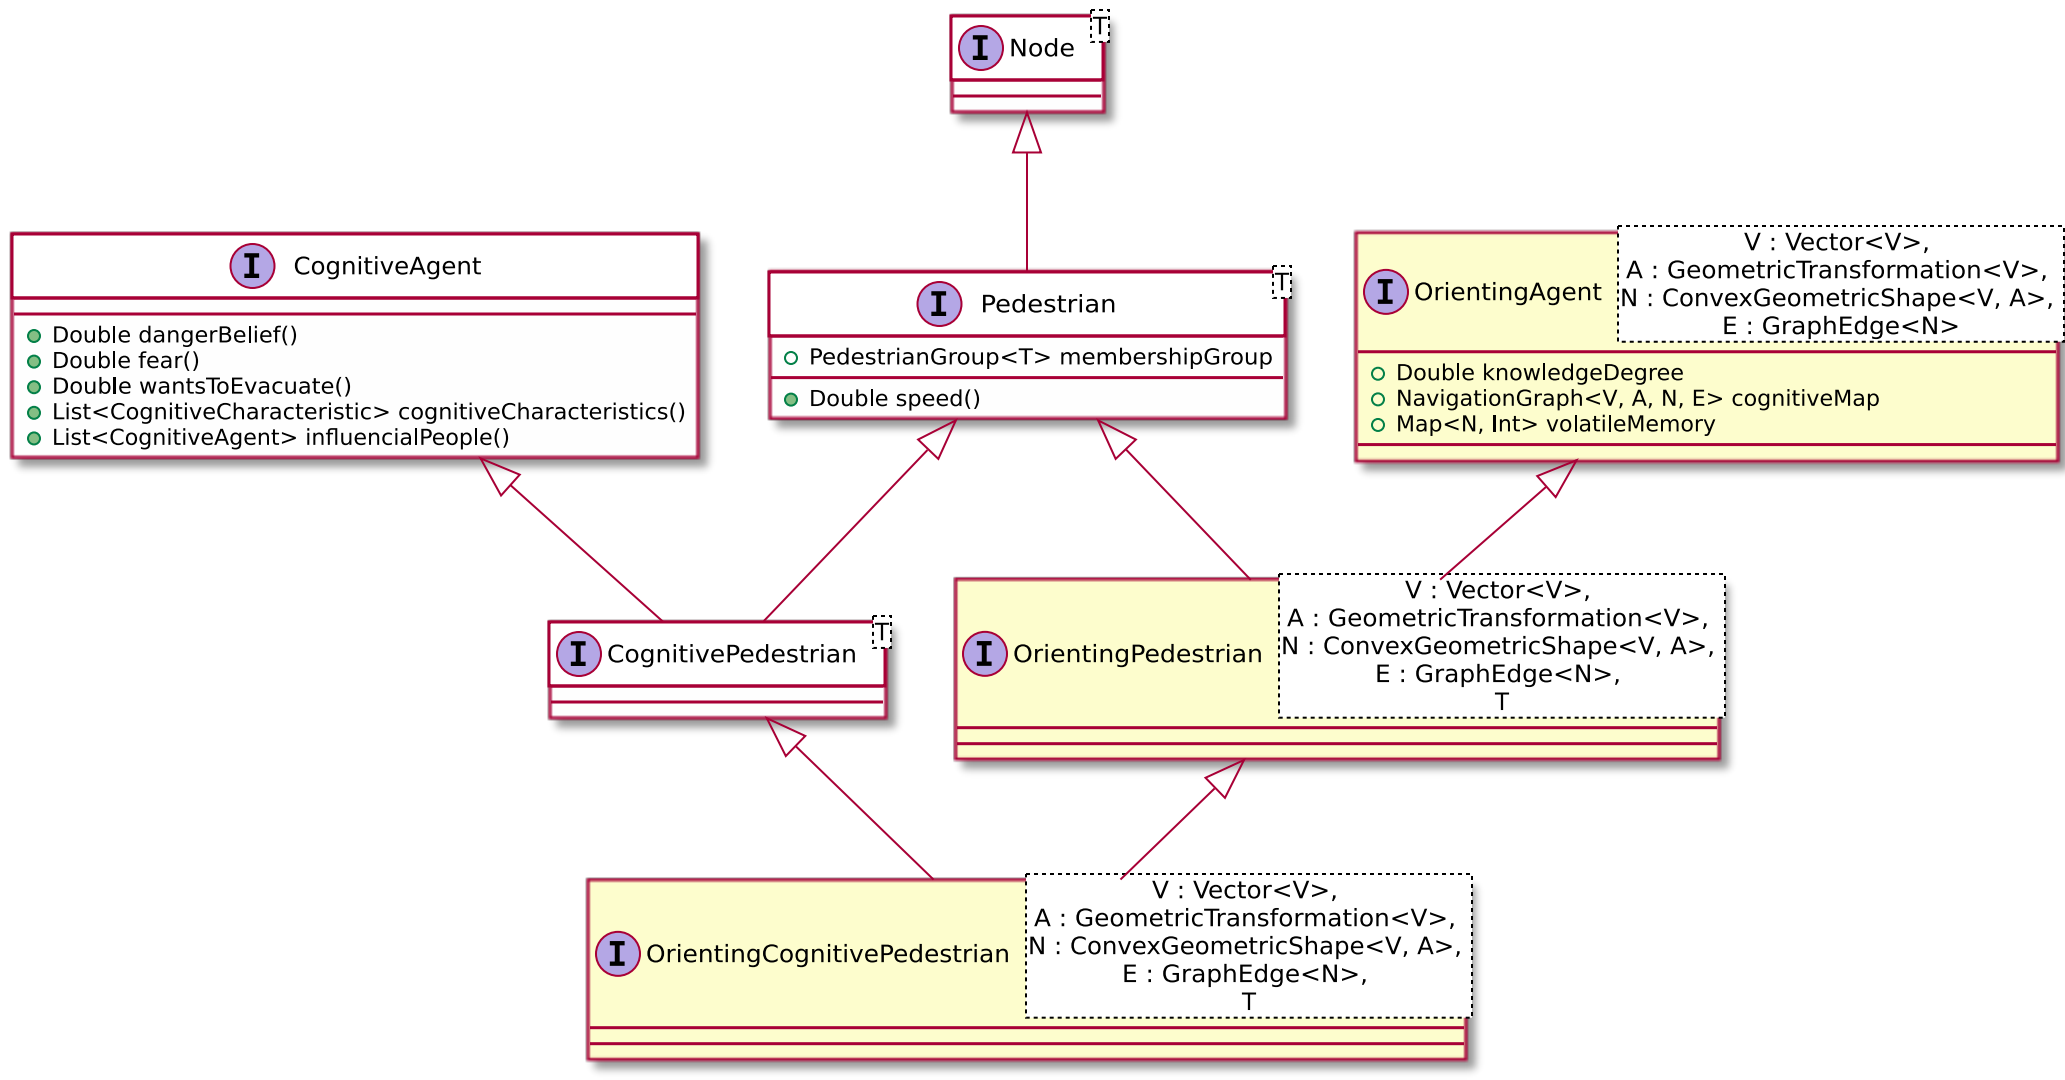 T
I Node
I CognitiveAgent
Double dangerBelief()
Double fear()
Double wantsToEvacuate()
List<CognitiveCharacteristic> cognitiveCharacteristics()
List<CognitiveAgent> influencialPeople()
T
I Pedestrian
PedestrianGroup<T> membershipGroup
Double speed()
V : Vector<V>,
A : GeometricTransformation<V>,
N : ConvexGeometricShape<V, A>,
E : GraphEdge<N>
I OrientingAgent
Double knowledgeDegree
NavigationGraph<V, A, N, E> cognitiveMap
Map<N, Int> volatileMemory
T
I CognitivePedestrian
I OrientingPedestrian
V : Vector<V>,
A : GeometricTransformation<V>,
N : ConvexGeometricShape<V, A>,
E : GraphEdge<N>,
T
I OrientingCognitivePedestrian
V : Vector<V>,
A : GeometricTransformation<V>,
N : ConvexGeometricShape<V, A>,
E : GraphEdge<N>,
T